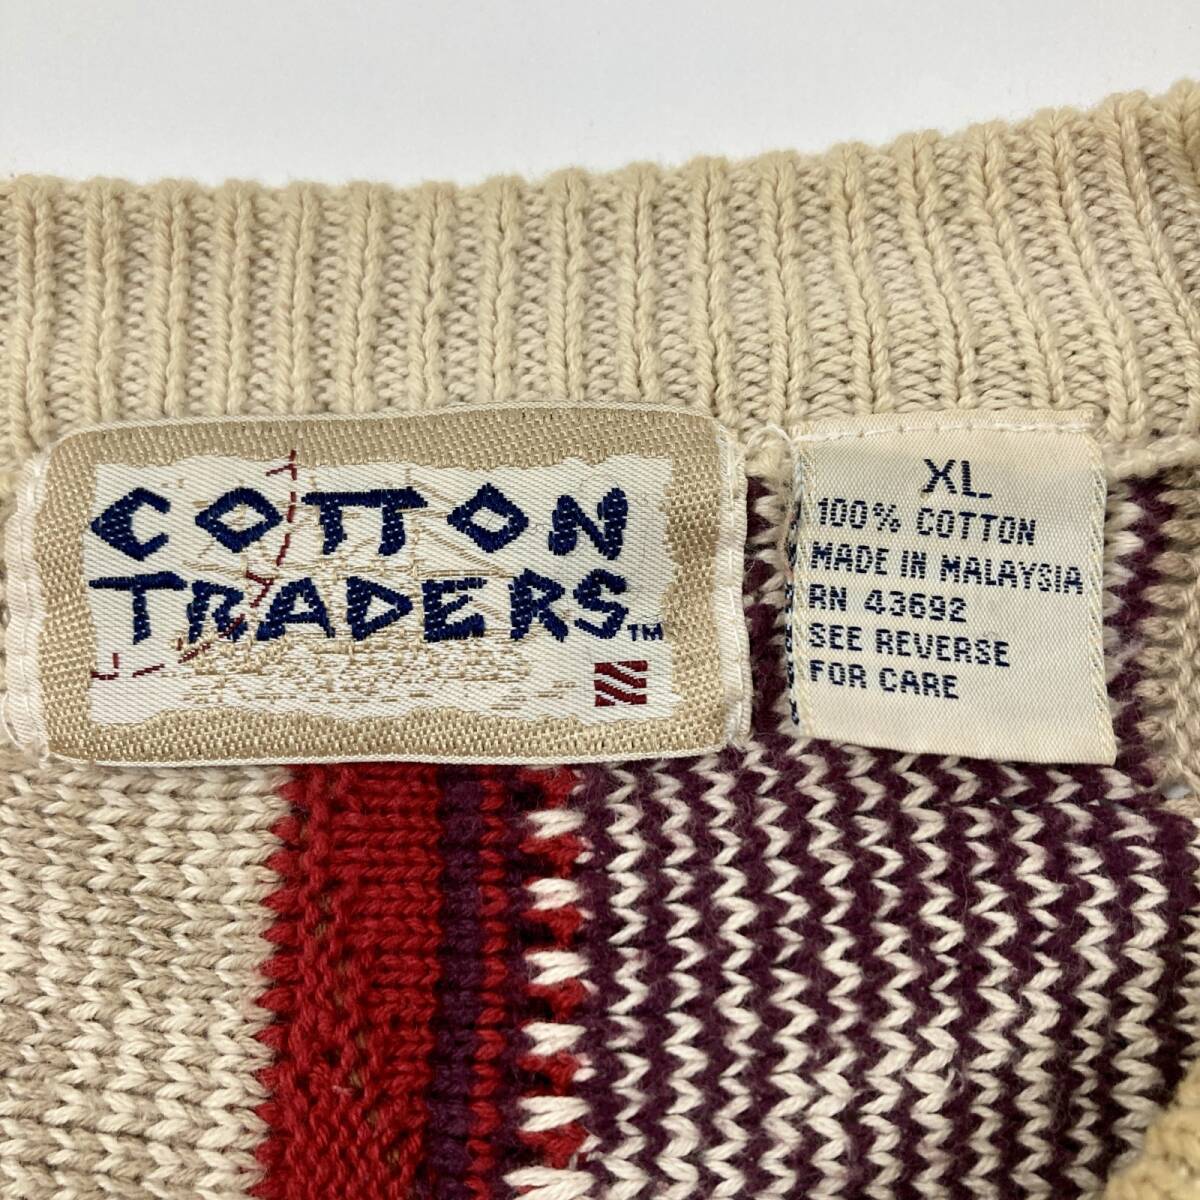 COTTON
TRADERS™
XL
100% COTTON
MADE IN MALAYSIA
RN 43692
SEE REVERSE
FOR CARE